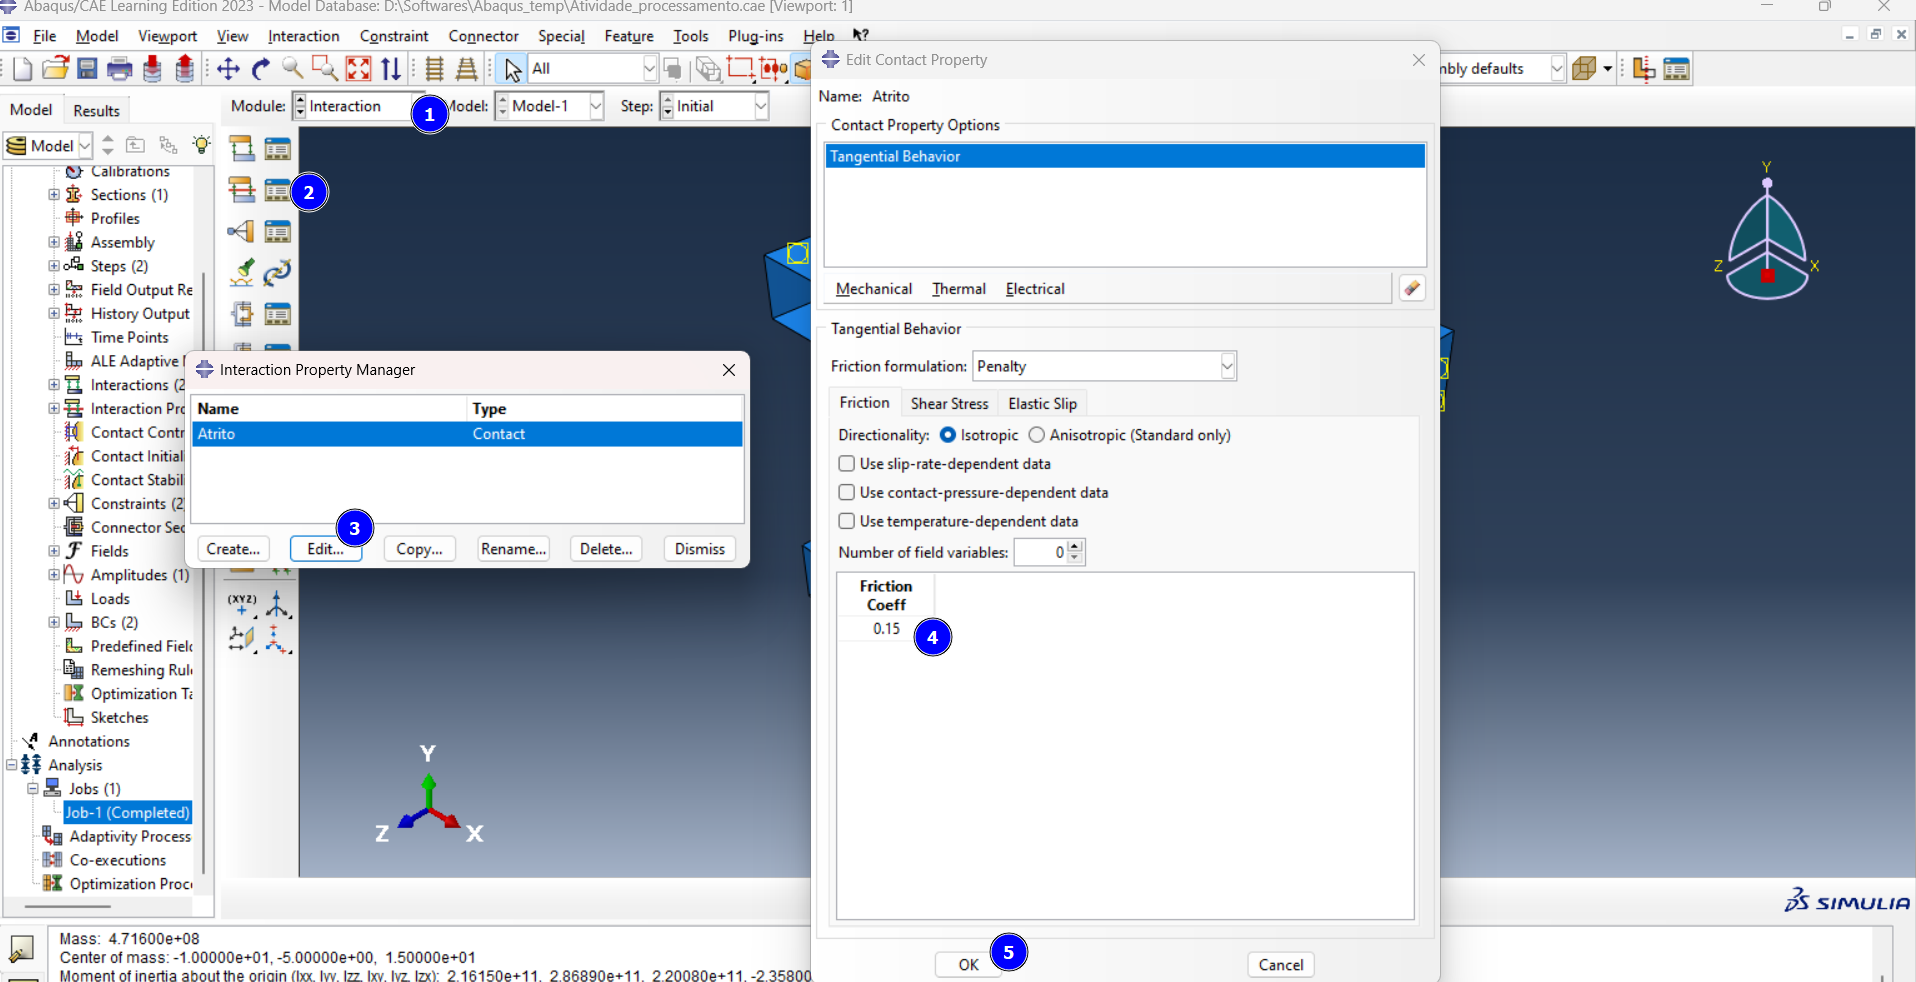 Abaqus/CAE Learning Edition 2023 - Model Database: D:\Softwares\Abaqus_temp\Atividade_processamento.cae [Viewport: 1]
File Model Viewport View Interaction Constraint Connector Special Feature Tools Plug-ins Help
All
bly defaults
Model Results
Module: Interaction 1 Model: Model-1 Step: Initial
Model
Calibrations
Sections (1)
Profiles
Assembly
Steps (2)
Field Output Re
History Output
Time Points
ALE Adaptive
Interactions (2
Interaction Pro
Contact Contr
Contact Initial
Contact Stabil
Constraints (2
Connector Sec
Fields
Amplitudes (1)
Loads
BCs (2)
Predefined Field
Remeshing Rul
Optimization Ta
Sketches
Annotations
Analysis
Jobs (1)
Job-1 (Completed)
Adaptivity Process
Co-executions
Optimization Proc
2
(XYZ)
Interaction Property Manager
Name Type
Atrito Contact
3
Create... Edit... Copy... Rename... Delete... Dismiss
Edit Contact Property
Name: Atrito
Contact Property Options
Tangential Behavior
Mechanical Thermal Electrical
Tangential Behavior
Friction formulation: Penalty
Friction Shear Stress Elastic Slip
Directionality: Isotropic Anisotropic (Standard only)
Use slip-rate-dependent data
Use contact-pressure-dependent data
Use temperature-dependent data
Number of field variables: 0
Friction
Coeff
0.15
4
5
OK Cancel
Y
Z X
Y
Z X
SIMULIA
Mass: 4.71600e+08
Center of mass: -1.00000e+01, -5.00000e+00, 1.50000e+01
Moment of inertia about the origin (Ixx, Iyy, Izz, Ixy, Iyz, Izx): 2.16150e+11, 2.86890e+11, 2.20080e+11, -2.35800